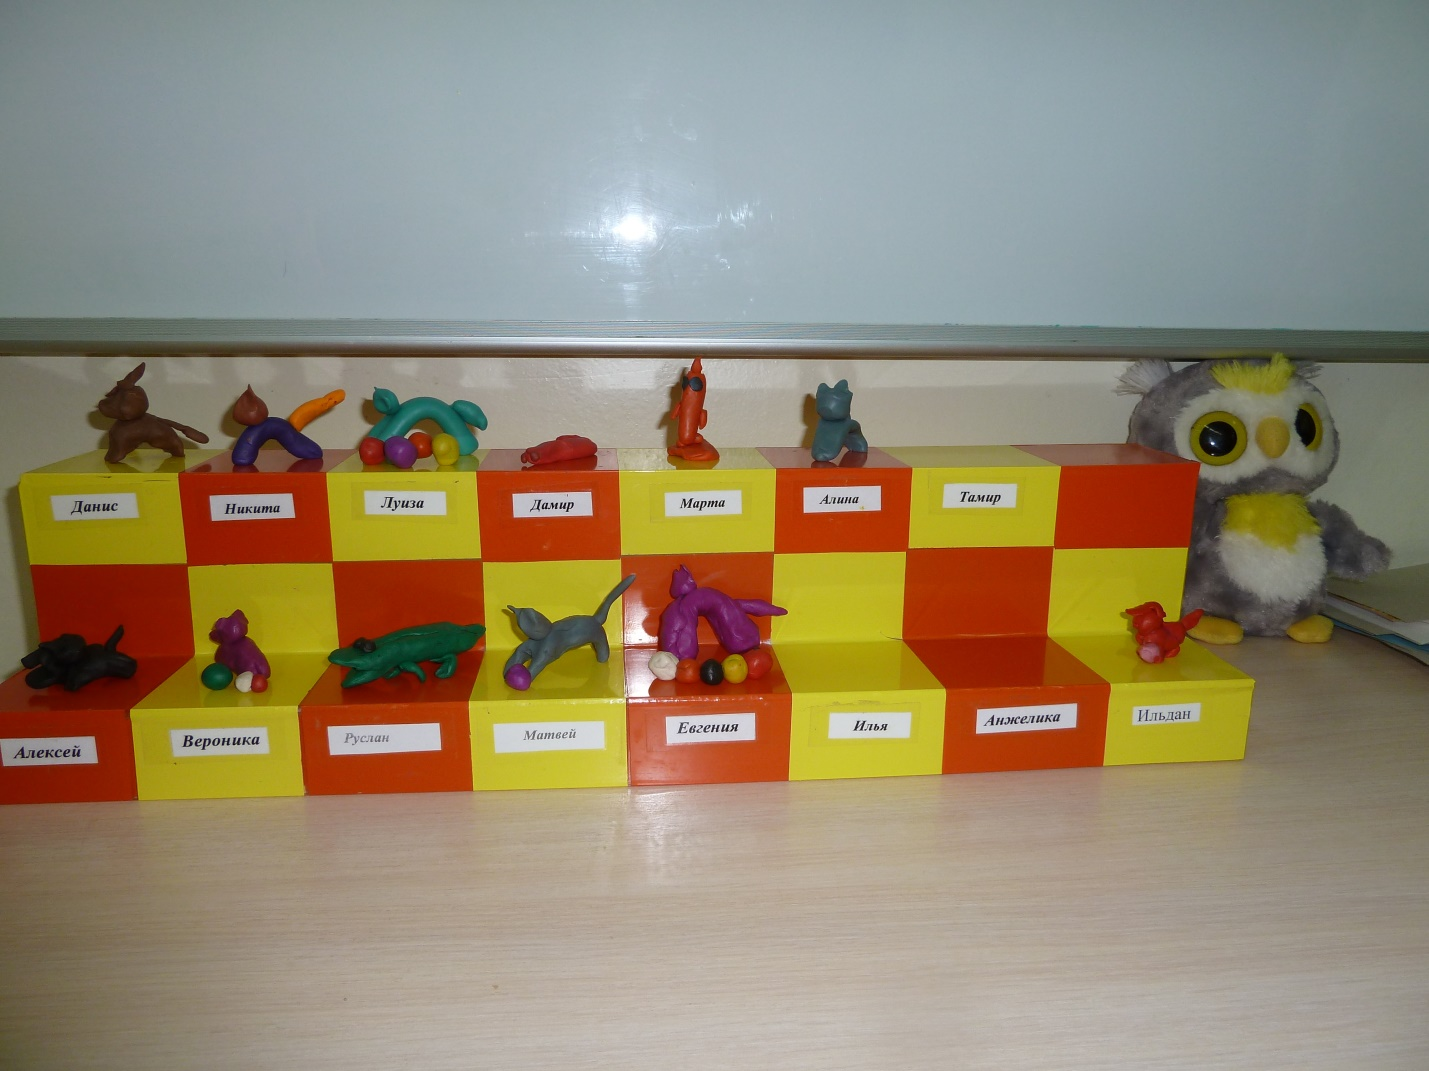 Данис
Никита
Луиза
Дамир
Марта
Алина
Тамир
Алексей
Вероника
Руслан
Матвей
Евгения
Илья
Анжелика
Ильдан